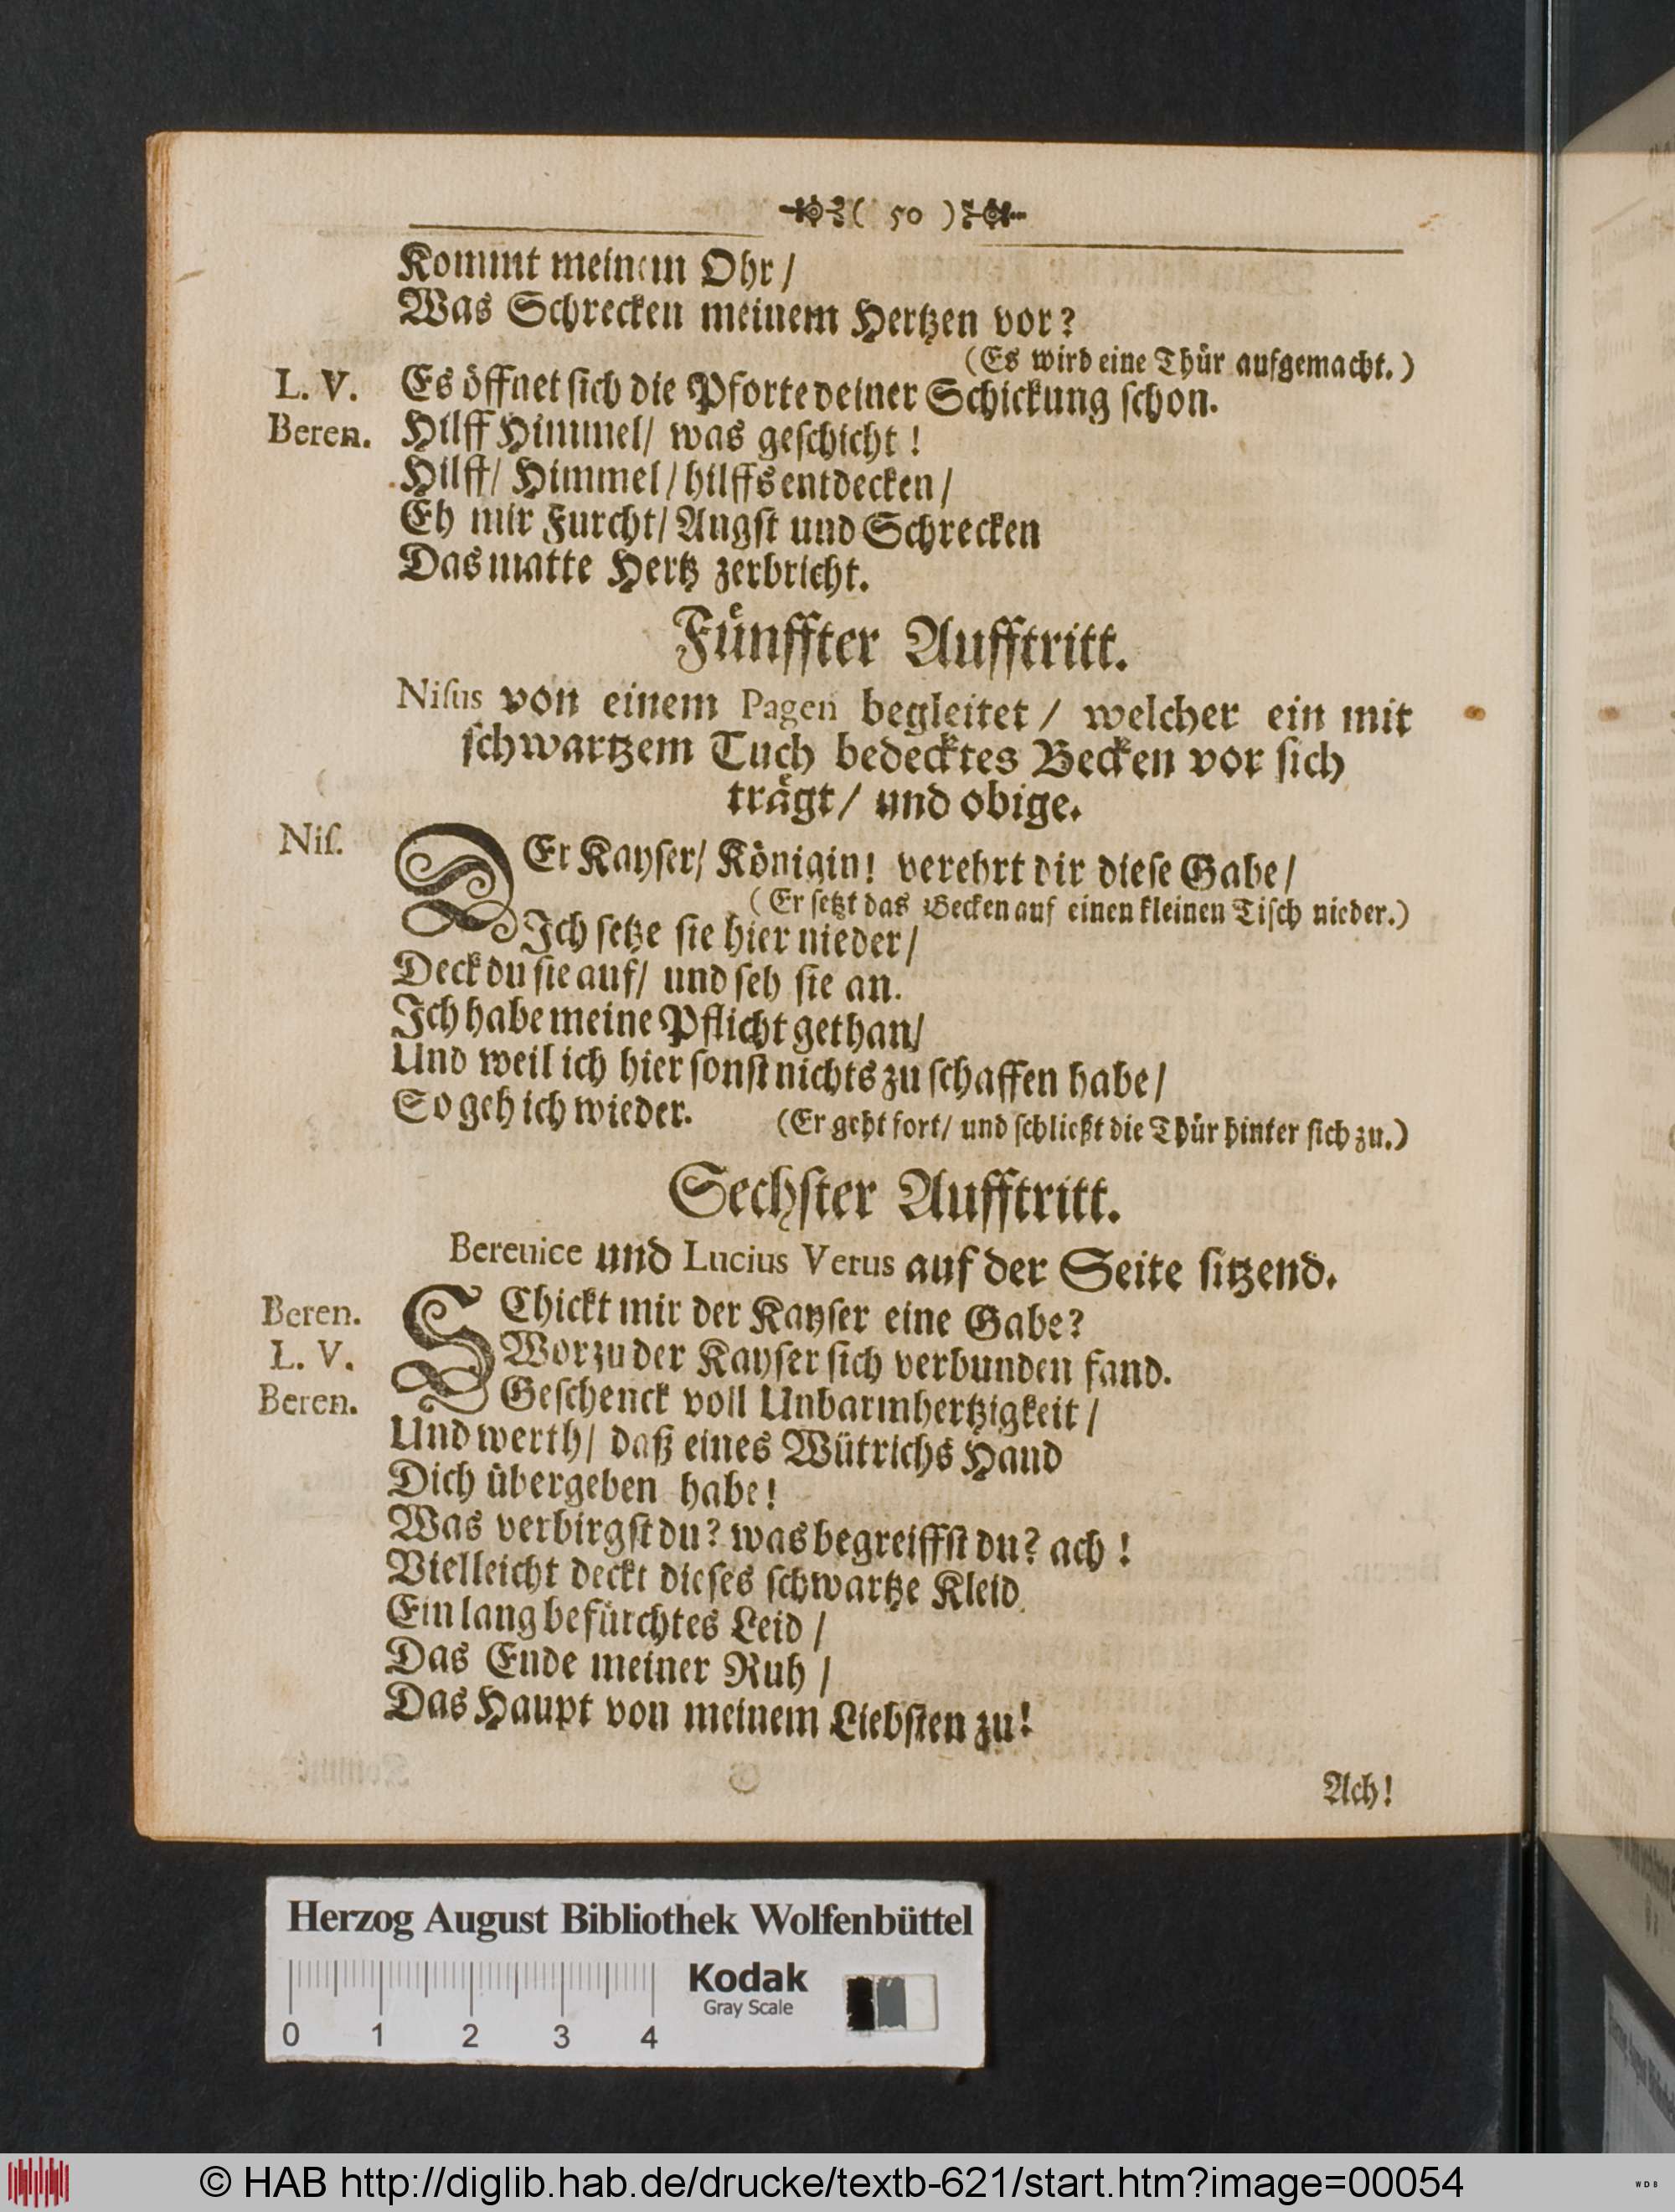 ( 50 )
Kommt meinem Ohr /
Was Schrecken meinem Hertzen vor?
(Es wird eine Thür aufgemacht.)
L. V. Es öffnet sich die Pforte deiner Schickung schon.
Beren. Hilff Himmel/ was geschicht !
Hilff/ Himmel / hilffs entdecken /
Eh mir Furcht/ Angst und Schrecken
Das matte Hertz zerbricht.
Fünffter Aufftritt.
Niſus von einem Pagen begleitet / welcher ein mit
schwartzem Tuch bedecktes Becken vor sich
trägt / und obige.
Niſ. DEr Kayser/ Königin! verehrt dir diese Gabe /
(Er setzt das Becken auf einen kleinen Tisch nieder.)
Ich setze sie hier nieder /
Deck du sie auf/ und seh sie an.
Ich habe meine Pflicht gethan/
Und weil ich hier sonst nichts zu schaffen habe /
So geh ich wieder. (Er geht fort/ und schließt die Thür hinter sich zu.)
Sechster Aufftritt.
Berenice und Lucius Verus auf der Seite sitzend.
Beren. SChickt mir der Kayser eine Gabe?
L. V. Worzu der Kayser sich verbunden fand.
Beren. Geschenck voll Unbarmhertzigkeit /
Und werth / daß eines Wütrichs Hand
Dich übergeben habe!
Was verbirgst du? was begreiffst du? ach !
Vielleicht deckt dieses schwartze Kleid
Ein lang befürchtes Leid /
Das Ende meiner Ruh /
Das Haupt von meinem Liebsten zu!
Ach!
Herzog August Bibliothek Wolfenbüttel
Kodak
Gray Scale
0 1 2 3 4
© HAB http://diglib.hab.de/drucke/textb-621/start.htm?image=00054
WDB